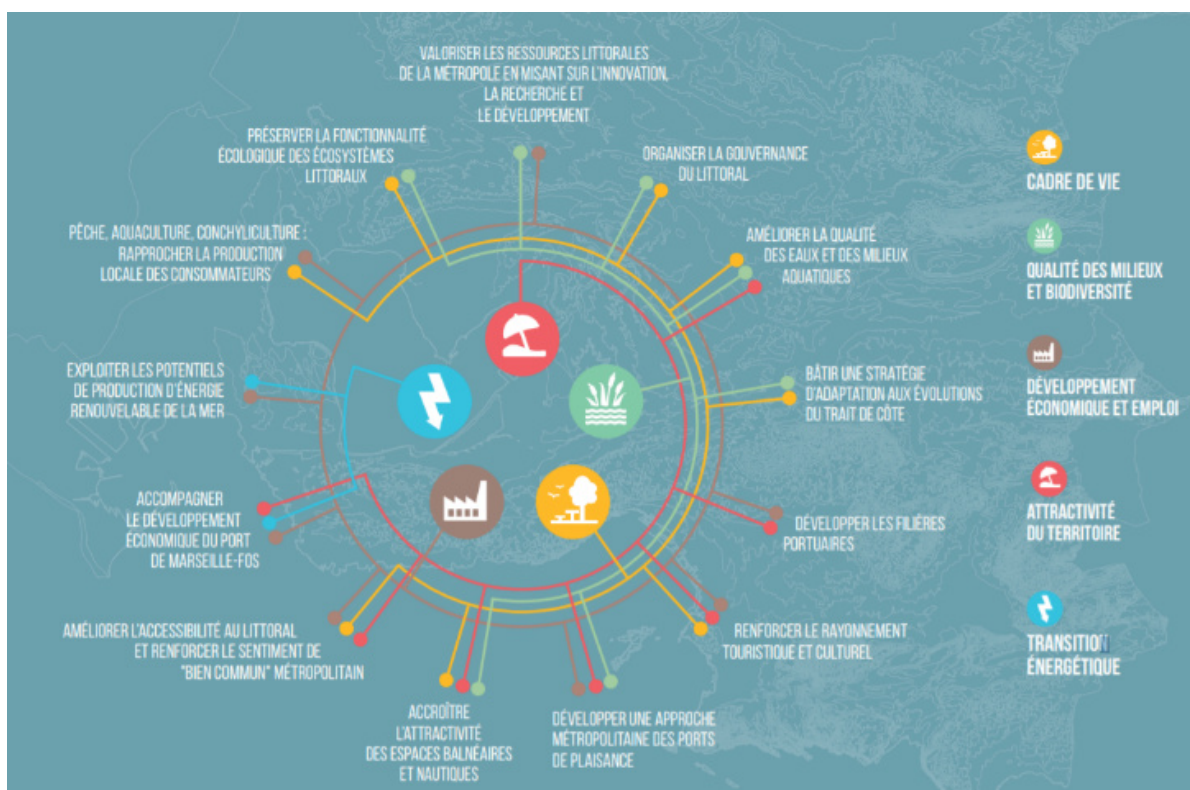 VALORISER LES RESSOURCES LITTORALES
DE LA MÉTROPOLE EN MISANT SUR L'INNOVATION,
LA RECHERCHE ET
LE DÉVELOPPEMENT
PRÉSERVER LA FONCTIONNALITÉ
ÉCOLOGIQUE DES ÉCOSYSTÈMES
LITTORAUX
ORGANISER LA GOUVERNANCE
DU LITTORAL
PÊCHE, AQUACULTURE, CONCHYLICULTURE :
RAPPROCHER LA PRODUCTION
LOCALE DES CONSOMMATEURS
AMÉLIORER LA QUALITÉ
DES EAUX ET DES MILIEUX
AQUATIQUES
EXPLOITER LES POTENTIELS
DE PRODUCTION D'ÉNERGIE
RENOUVELABLE DE LA MER
BÂTIR UNE STRATÉGIE
D'ADAPTATION AUX ÉVOLUTIONS
DU TRAIT DE CÔTE
ACCOMPAGNER
LE DÉVELOPPEMENT
ÉCONOMIQUE DU PORT
DE MARSEILLE-FOS
DÉVELOPPER LES FILIÈRES
PORTUAIRES
AMÉLIORER L'ACCESSIBILITÉ AU LITTORAL
ET RENFORCER LE SENTIMENT DE
"BIEN COMMUN" MÉTROPOLITAIN
RENFORCER LE RAYONNEMENT
TOURISTIQUE ET CULTUREL
ACCROÎTRE
L'ATTRACTIVITÉ
DES ESPACES BALNÉAIRES
ET NAUTIQUES
DÉVELOPPER UNE APPROCHE
MÉTROPOLITAINE DES PORTS
DE PLAISANCE
CADRE DE VIE
QUALITÉ DES MILIEUX
ET BIODIVERSITÉ
DÉVELOPPEMENT
ÉCONOMIQUE ET EMPLOI
ATTRACTIVITÉ
DU TERRITOIRE
TRANSITION
ÉNERGÉTIQUE